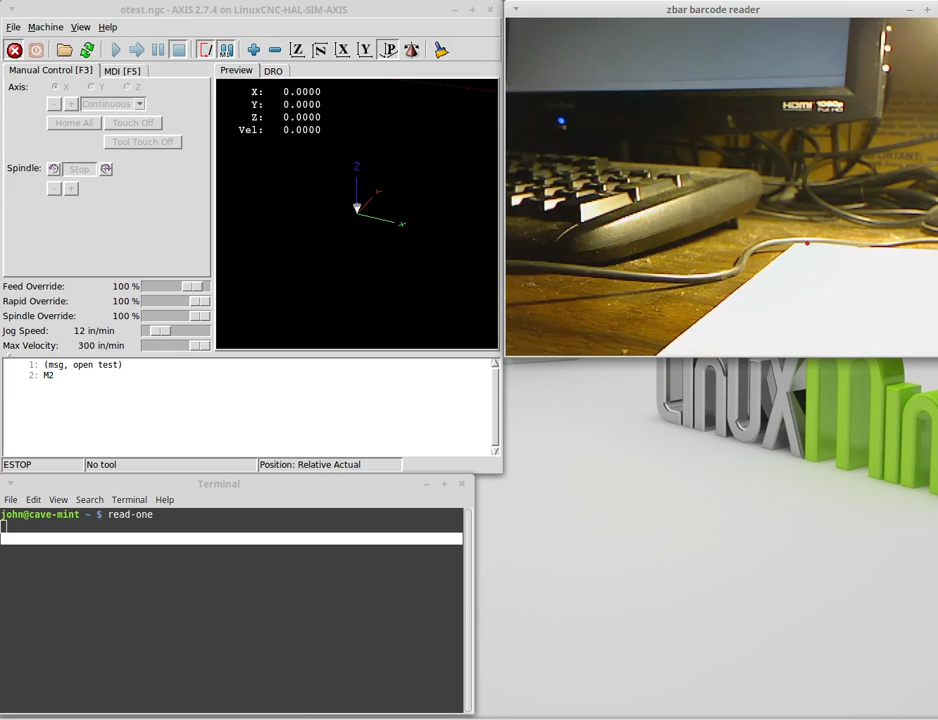 otest.ngc - AXIS 2.7.4 on LinuxCNC-HAL-SIM-AXIS
File Machine View Help
Manual Control [F3] MDI [F5]
Axis: X Y Z
- + Continuous
Home All Touch Off
Tool Touch Off
Spindle: Stop
- +
Feed Override: 100 %
Rapid Override: 100 %
Spindle Override: 100 %
Jog Speed: 12 in/min
Max Velocity: 300 in/min
Preview DRO
X: 0.0000
Y: 0.0000
Z: 0.0000
Vel: 0.0000
Z
Y
X
1: (msg, open test)
2: M2
ESTOP No tool Position: Relative Actual
zbar barcode reader
HDMI 1080p
Terminal
File Edit View Search Terminal Help
john@cave-mint ~ $ read-one
Linux